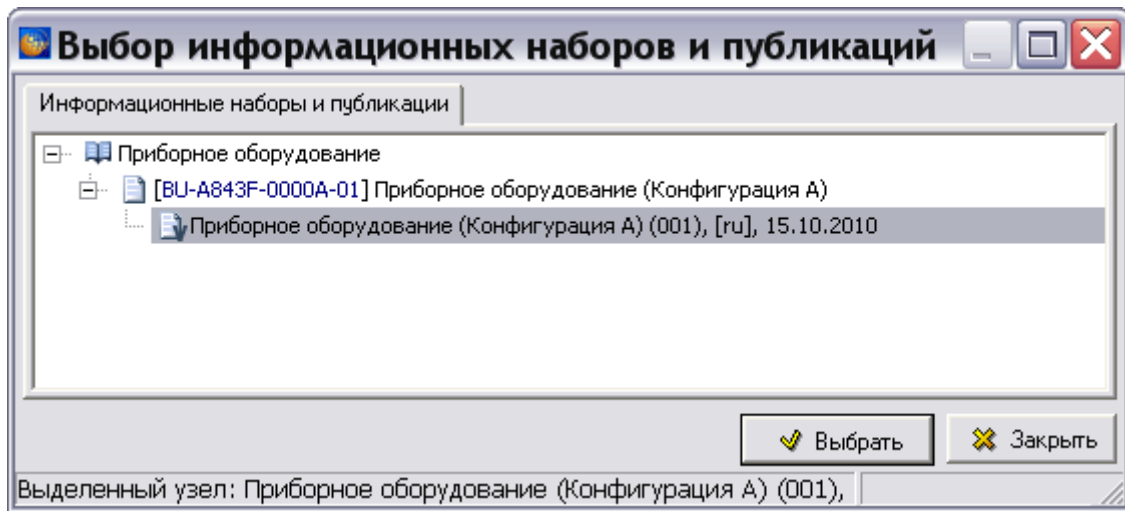 Выбор информационных наборов и публикаций
Информационные наборы и публикации
Приборное оборудование
[BU-A843F-0000A-01] Приборное оборудование (Конфигурация А)
Приборное оборудование (Конфигурация А) (001), [ru], 15.10.2010
Выбрать
Закрыть
Выделенный узел: Приборное оборудование (Конфигурация А) (001),